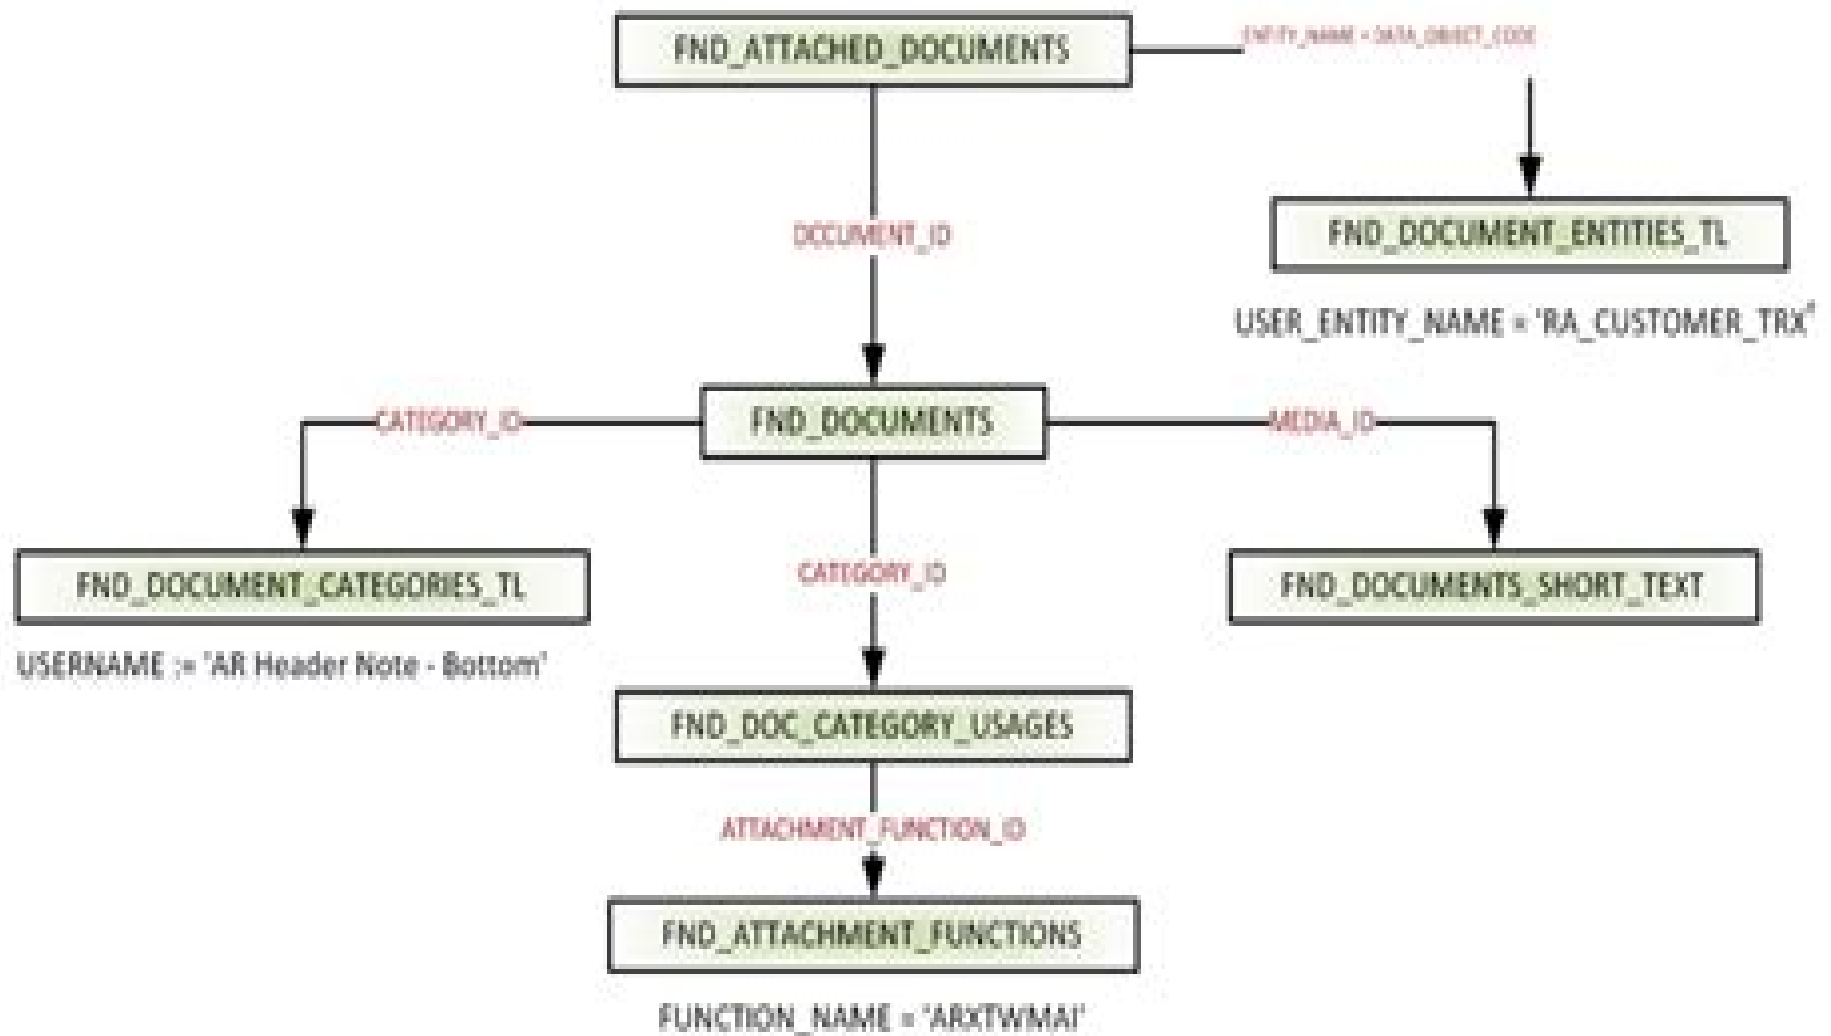 FND_ATTACHED_DOCUMENTS
ENTITY_NAME = DATA_OBJECT_CODE
DOCUMENT_ID
FND_DOCUMENT_ENTITIES_TL
USER_ENTITY_NAME = 'RA_CUSTOMER_TRX'
CATEGORY_ID
FND_DOCUMENTS
MEDIA_ID
FND_DOCUMENT_CATEGORIES_TL
CATEGORY_ID
FND_DOCUMENTS_SHORT_TEXT
USERNAME := 'AR Header Note - Bottom'
FND_DOC_CATEGORY_USAGES
ATTACHMENT_FUNCTION_ID
FND_ATTACHMENT_FUNCTIONS
FUNCTION_NAME = 'ARXTWMAI'